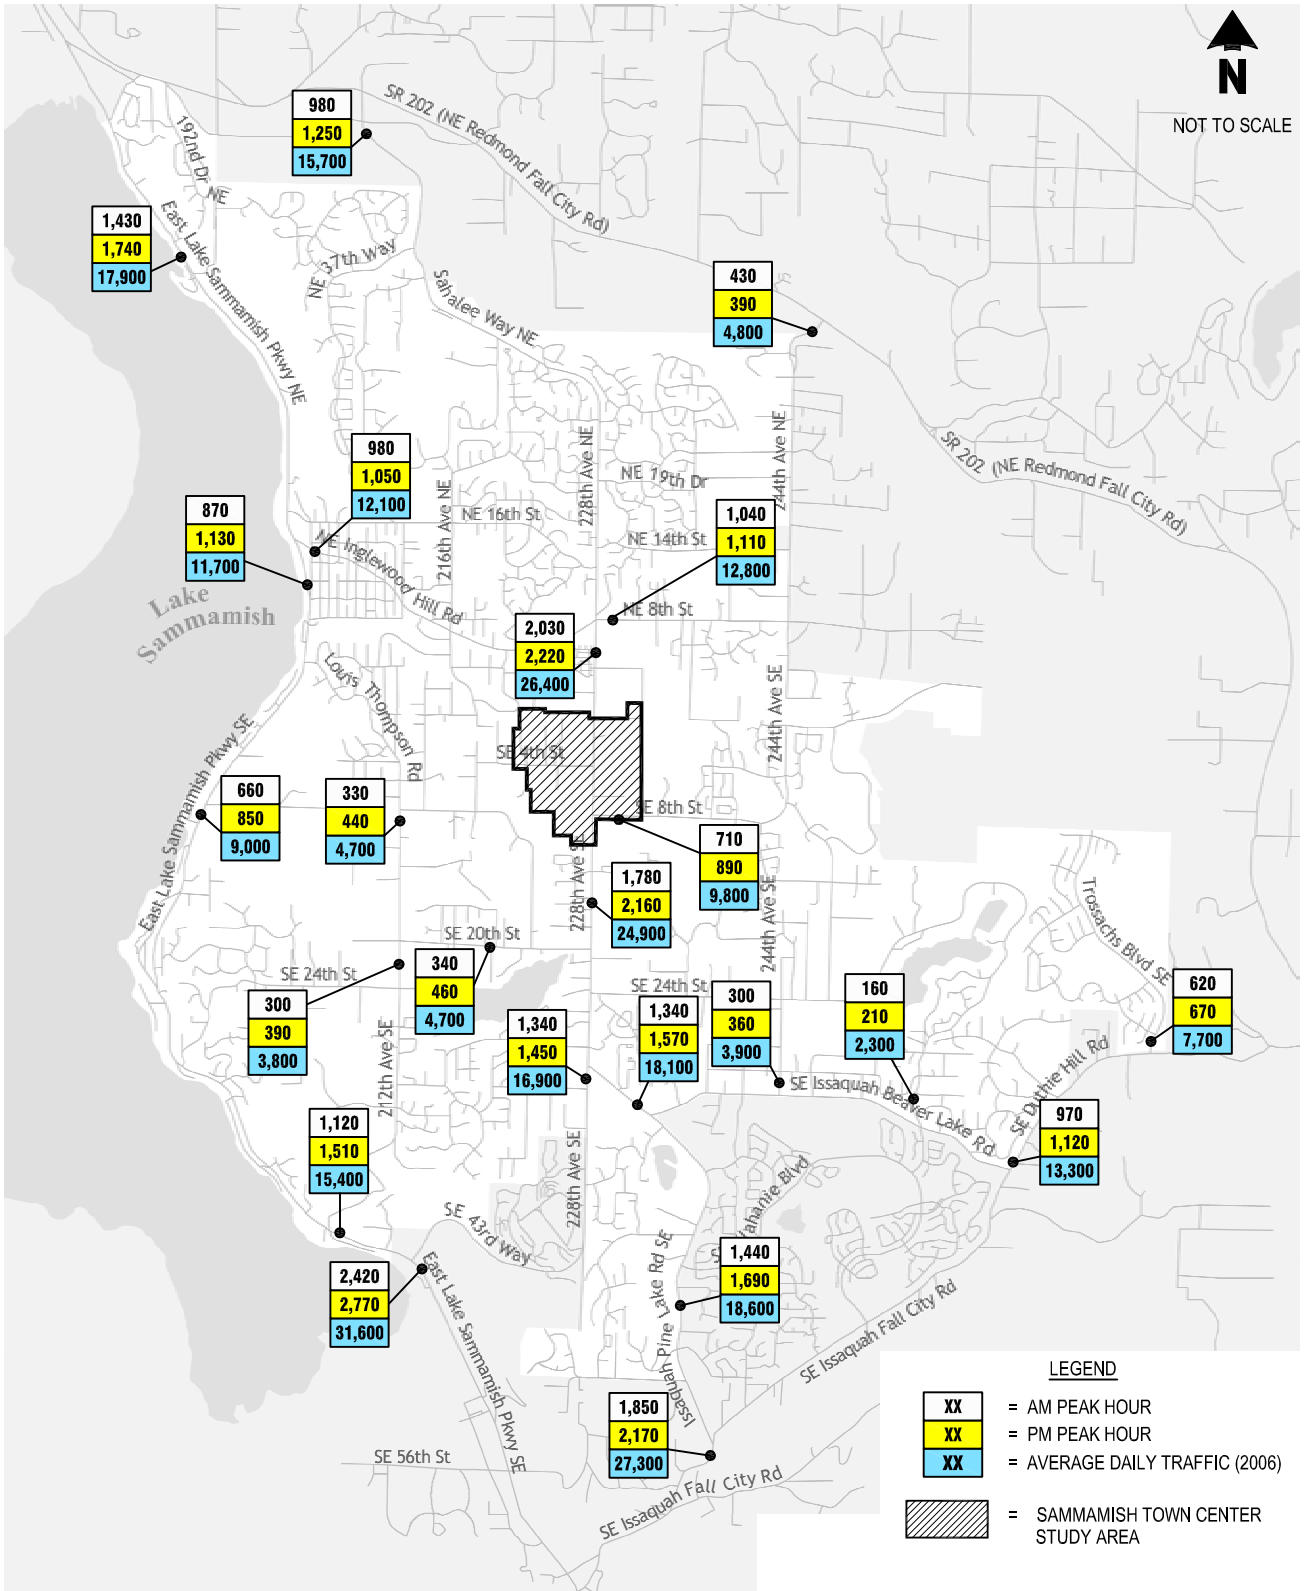 N
NOT TO SCALE
980
1,250
15,700
SR 202 (NE Redmond Fall City Rd)
192nd Dr NE
1,430
1,740
17,900
East Lake Sammamish Pkwy NE
NE 37th Way
Sahalee Way NE
430
390
4,800
244th Ave NE
228th Ave NE
NE 19th Dr
SR 202 (NE Redmond Fall City Rd)
980
1,050
12,100
216th Ave NE
NE 16th St
870
1,130
11,700
NE Inglewood Hill Rd
NE 14th St
1,040
1,110
12,800
Lake
Sammamish
NE 8th St
2,030
2,220
26,400
Louis Thompson Rd
244th Ave SE
East Lake Sammamish Pkwy SE
SE 4th St
660
850
9,000
330
440
4,700
SE 8th St
710
890
9,800
228th Ave S
1,780
2,160
24,900
244th Ave SE
Trossachs Blvd SE
SE 20th St
SE 24th St
340
460
4,700
SE 24th St
300
390
3,800
212th Ave SE
1,340
1,450
16,900
1,340
1,570
18,100
300
360
3,900
160
210
2,300
620
670
7,700
SE Issaquah Beaver Lake Rd
SE Duthie Hill Rd
970
1,120
13,300
1,120
1,510
15,400
228th Ave SE
SE 43rd Way
ahanie Blvd
1,440
1,690
18,600
2,420
2,770
31,600
East Lake Sammamish Pkwy SE
Issaquah Pine Lake Rd SE
SE Issaquah Fall City Rd
1,850
2,170
27,300
SE 56th St
SE Issaquah Fall City Rd
LEGEND
XX = AM PEAK HOUR
XX = PM PEAK HOUR
XX = AVERAGE DAILY TRAFFIC (2006)
= SAMMAMISH TOWN CENTER
STUDY AREA